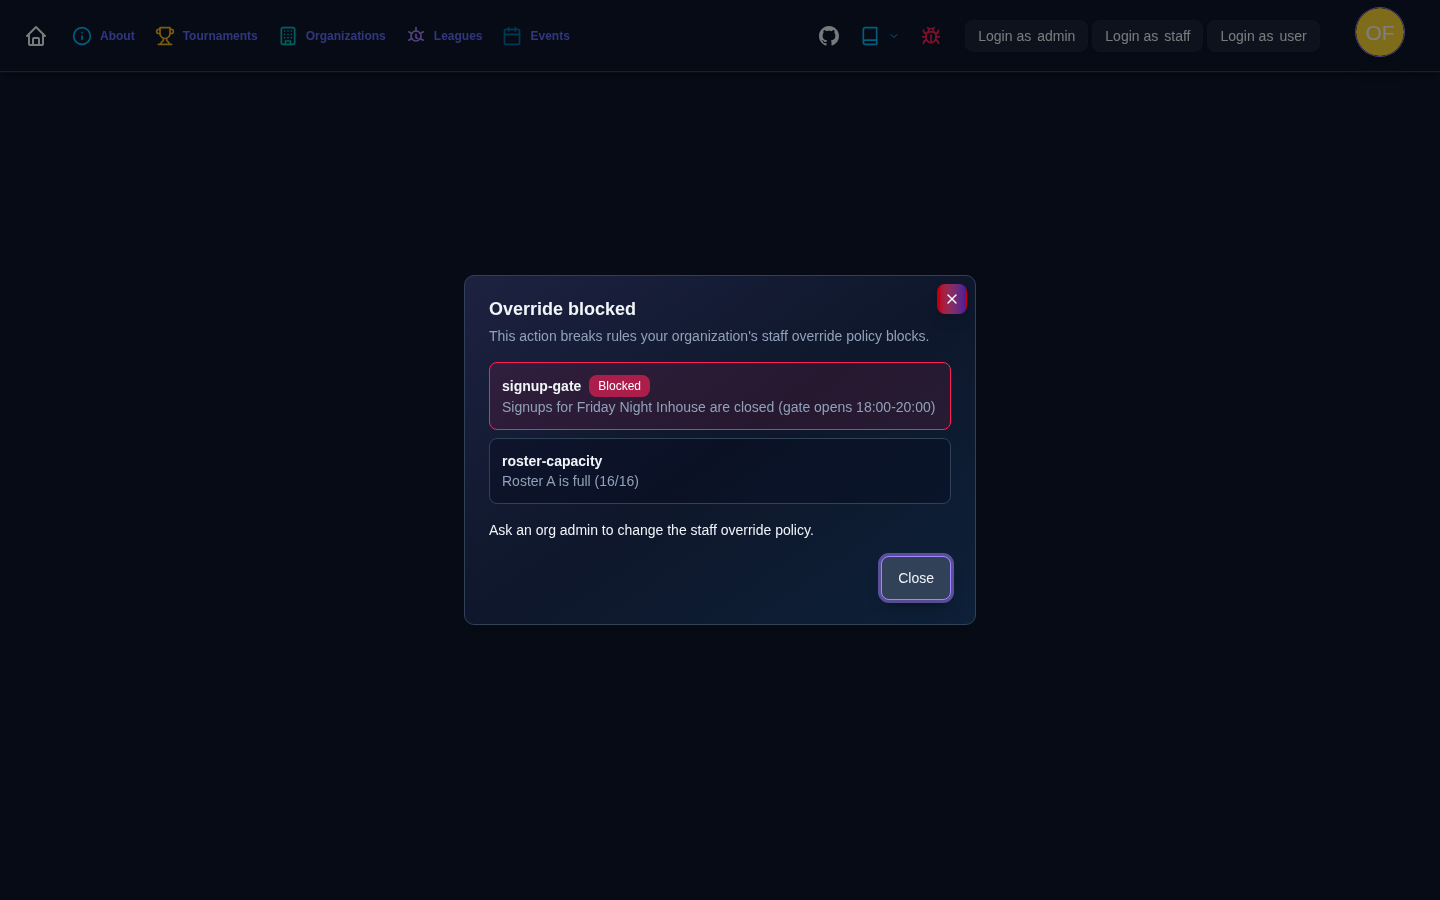 About
Tournaments
Organizations
Leagues
Events
Login as admin
Login as staff
Login as user
OF
Override blocked
This action breaks rules your organization's staff override policy blocks.
signup-gate Blocked
Signups for Friday Night Inhouse are closed (gate opens 18:00-20:00)
roster-capacity
Roster A is full (16/16)
Ask an org admin to change the staff override policy.
Close